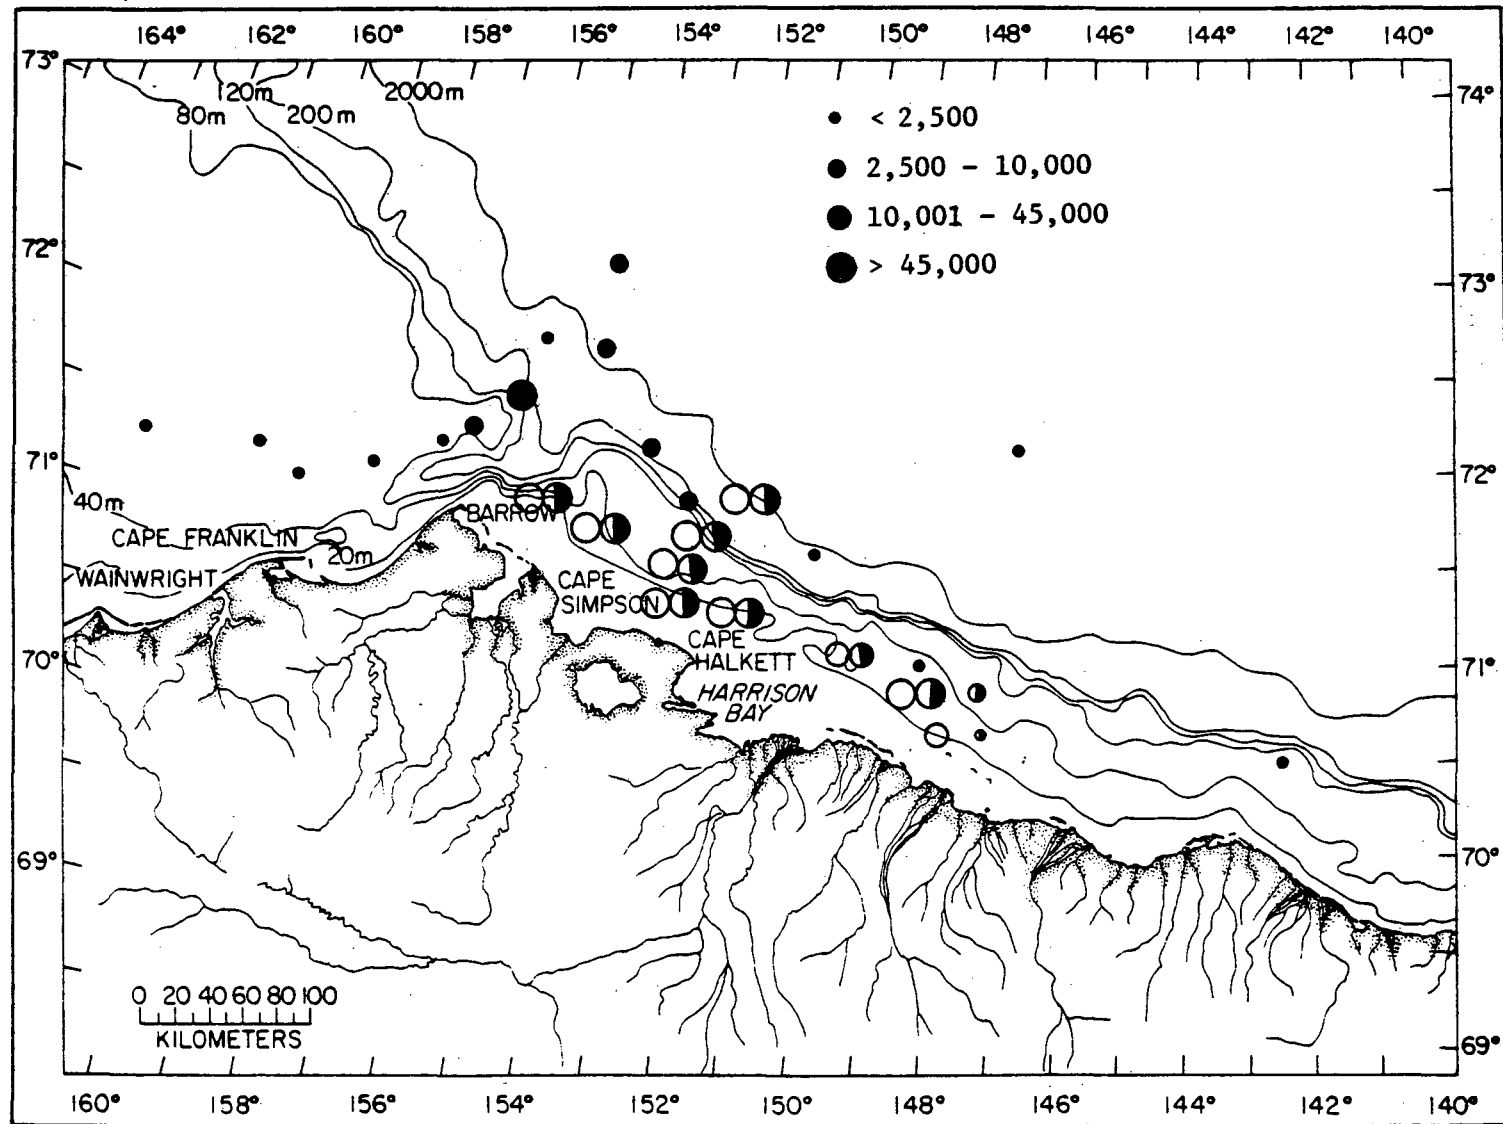 164° 162° 160° 158° 156° 154° 152° 150° 148° 146° 144° 142° 140°
73°
74°
120m
2000m
80m
200m
< 2,500
2,500 - 10,000
10,001 - 45,000
> 45,000
72°
73°
71°
72°
40m
BARROW
CAPE FRANKLIN
20m
WAINWRIGHT
CAPE
SIMPSON
CAPE
HALKETT
70°
71°
HARRISON
BAY
69°
70°
0 20 40 60 80 100
KILOMETERS
69°
160° 158° 156° 154° 152° 150° 148° 146° 144° 142° 140°